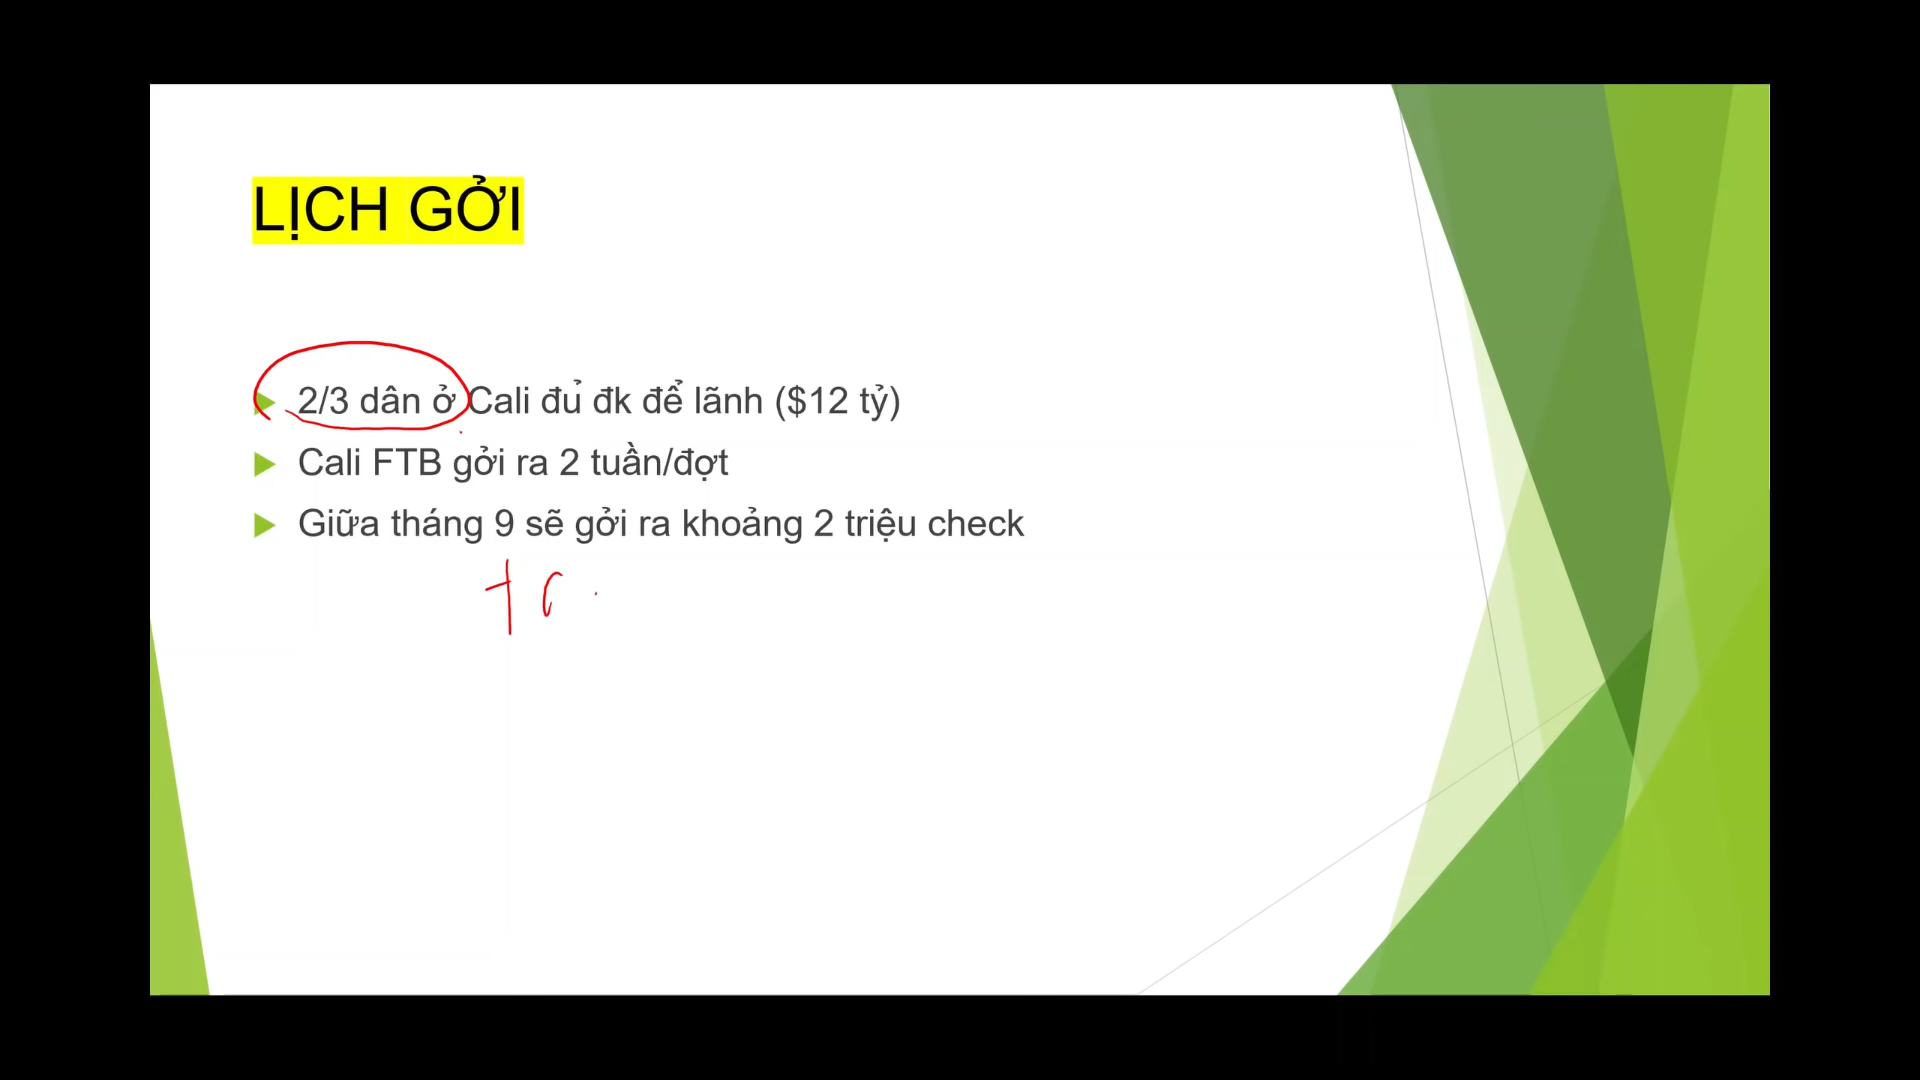 LỊCH GỞI
2/3 dân ở Cali đủ đk để lãnh ($12 tỷ)
Cali FTB gởi ra 2 tuần/đợt
Giữa tháng 9 sẽ gởi ra khoảng 2 triệu check